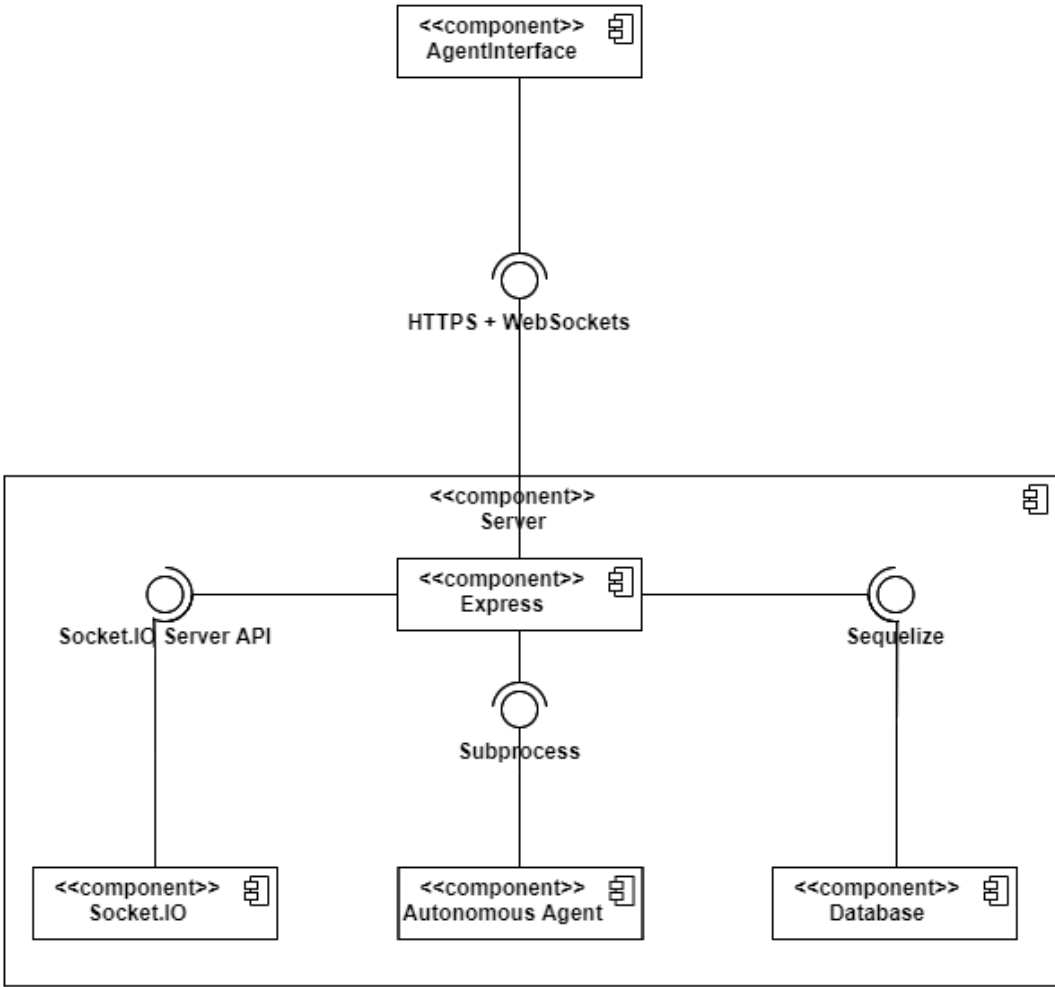 <<component>>
AgentInterface
HTTPS + WebSockets
<<component>>
Server
<<component>>
Express
Socket.IO Server API
Sequelize
Subprocess
<<component>>
Socket.IO
<<component>>
Autonomous Agent
<<component>>
Database